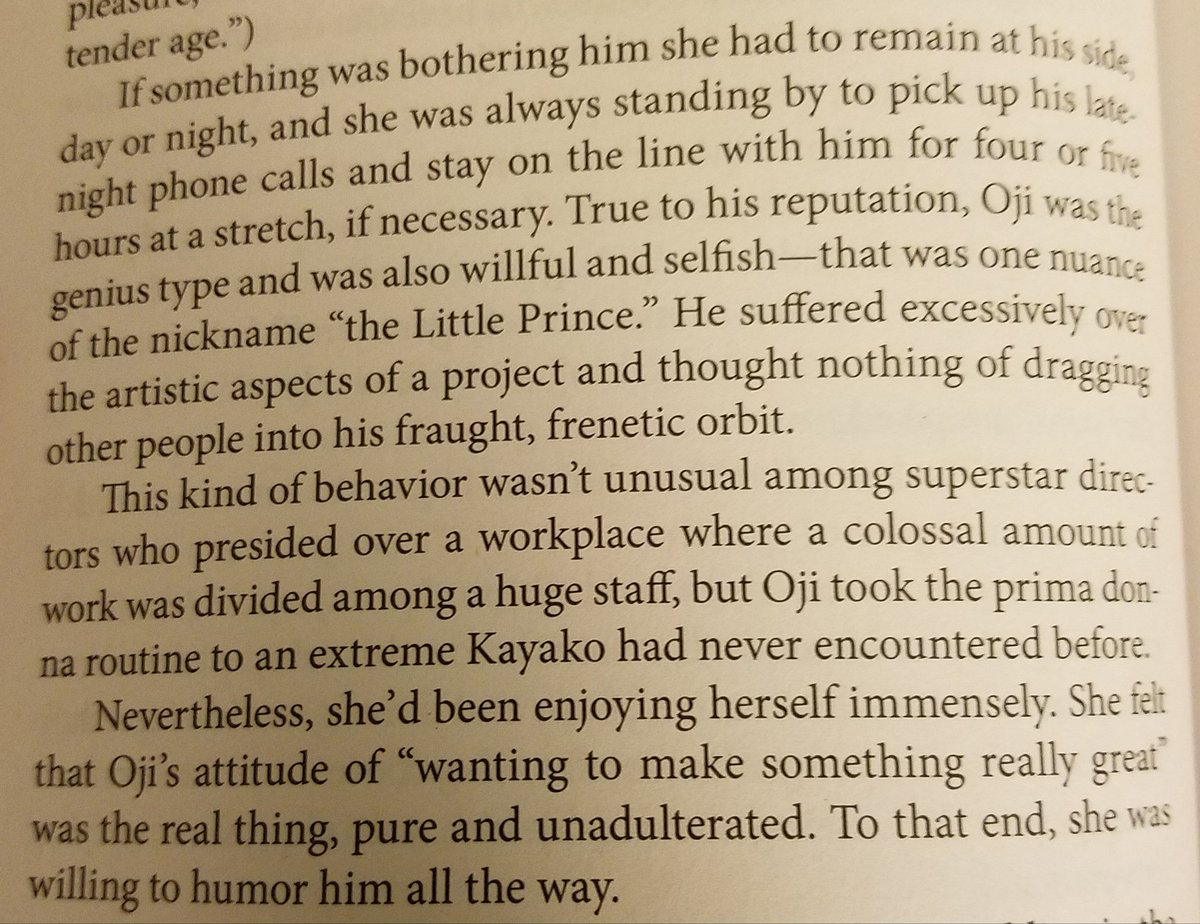 pleasure,
tender age.”)
If something was bothering him she had to remain at his side,
day or night, and she was always standing by to pick up his late-
night phone calls and stay on the line with him for four or five
hours at a stretch, if necessary. True to his reputation, Oji was the
genius type and was also willful and selfish—that was one nuance
of the nickname “the Little Prince.” He suffered excessively over
the artistic aspects of a project and thought nothing of dragging
other people into his fraught, frenetic orbit.
This kind of behavior wasn’t unusual among superstar direc-
tors who presided over a workplace where a colossal amount of
work was divided among a huge staff, but Oji took the prima don-
na routine to an extreme Kayako had never encountered before.
Nevertheless, she’d been enjoying herself immensely. She felt
that Oji’s attitude of “wanting to make something really great”
was the real thing, pure and unadulterated. To that end, she was
willing to humor him all the way.